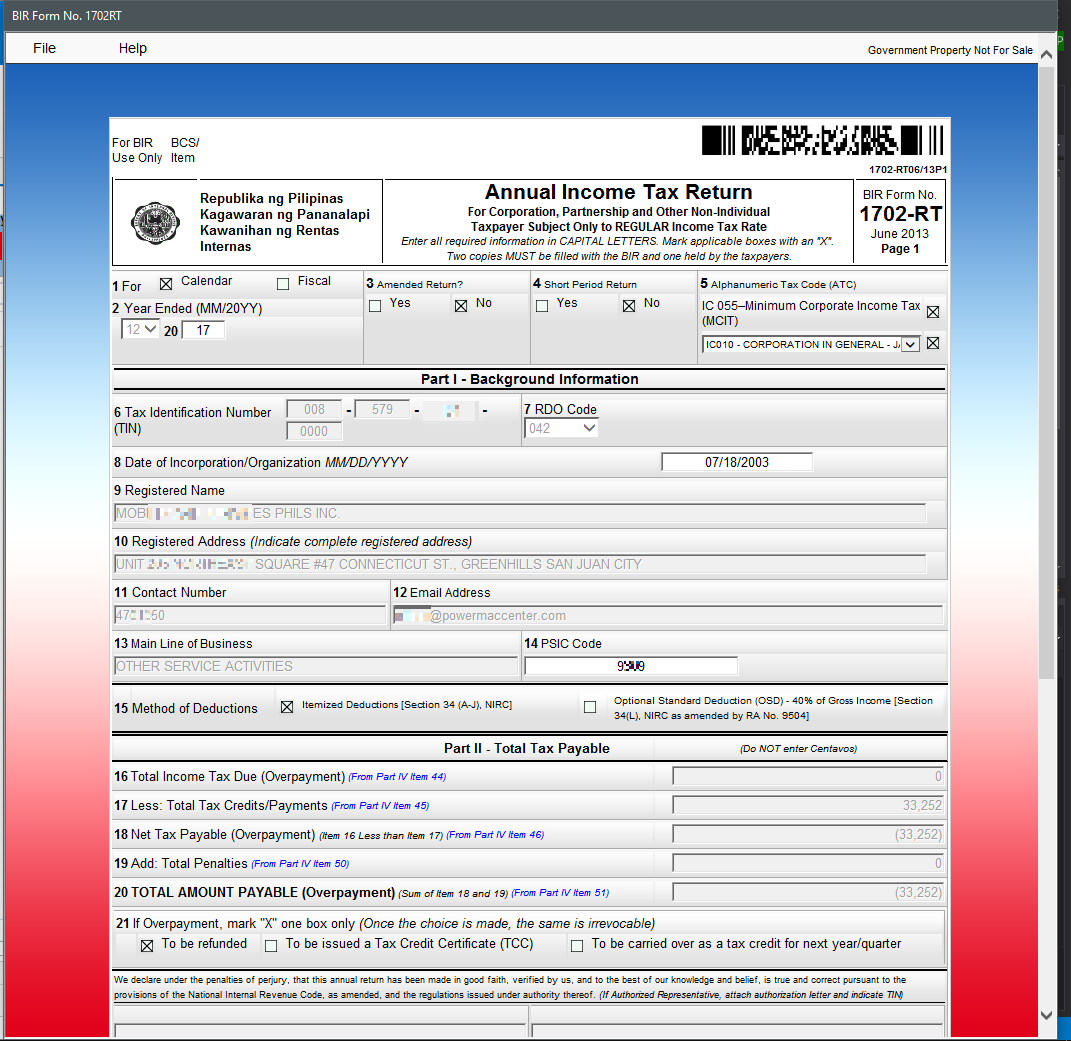 BIR Form No. 1702RT
File Help Government Property Not For Sale
For BIR BCS/
Use Only Item
1702-RT06/13P1
Republika ng Pilipinas
Kagawaran ng Pananalapi
Kawanihan ng Rentas
Internas
Annual Income Tax Return
For Corporation, Partnership and Other Non-Individual
Taxpayer Subject Only to REGULAR Income Tax Rate
Enter all required information in CAPITAL LETTERS. Mark applicable boxes with an "X".
Two copies MUST be filled with the BIR and one held by the taxpayers.
BIR Form No.
1702-RT
June 2013
Page 1
1 For Calendar Fiscal
2 Year Ended (MM/20YY)
12 20 17
3 Amended Return?
Yes No
4 Short Period Return
Yes No
5 Alphanumeric Tax Code (ATC)
IC 055–Minimum Corporate Income Tax
(MCIT)
IC010 - CORPORATION IN GENERAL - JA
Part I - Background Information
6 Tax Identification Number
(TIN)
008 - 579 - -
0000
7 RDO Code
042
8 Date of Incorporation/Organization MM/DD/YYYY 07/18/2003
9 Registered Name
ES PHILS INC.
10 Registered Address (Indicate complete registered address)
UNIT SQUARE #47 CONNECTICUT ST., GREENHILLS SAN JUAN CITY
11 Contact Number
12 Email Address
@powermaccenter.com
13 Main Line of Business
OTHER SERVICE ACTIVITIES
14 PSIC Code
15 Method of Deductions Itemized Deductions [Section 34 (A-J), NIRC]
Optional Standard Deduction (OSD) - 40% of Gross Income [Section
34(L), NIRC as amended by RA No. 9504]
Part II - Total Tax Payable (Do NOT enter Centavos)
16 Total Income Tax Due (Overpayment) (From Part IV Item 44) 0
17 Less: Total Tax Credits/Payments (From Part IV Item 45) 33,252
18 Net Tax Payable (Overpayment) (Item 16 Less than Item 17) (From Part IV Item 46) (33,252)
19 Add: Total Penalties (From Part IV Item 50) 0
20 TOTAL AMOUNT PAYABLE (Overpayment) (Sum of Item 18 and 19) (From Part IV Item 51) (33,252)
21 If Overpayment, mark "X" one box only (Once the choice is made, the same is irrevocable)
To be refunded To be issued a Tax Credit Certificate (TCC) To be carried over as a tax credit for next year/quarter
We declare under the penalties of perjury, that this annual return has been made in good faith, verified by us, and to the best of our knowledge and belief, is true and correct pursuant to the
provisions of the National Internal Revenue Code, as amended, and the regulations issued under authority thereof. (If Authorized Representative, attach authorization letter and indicate TIN)